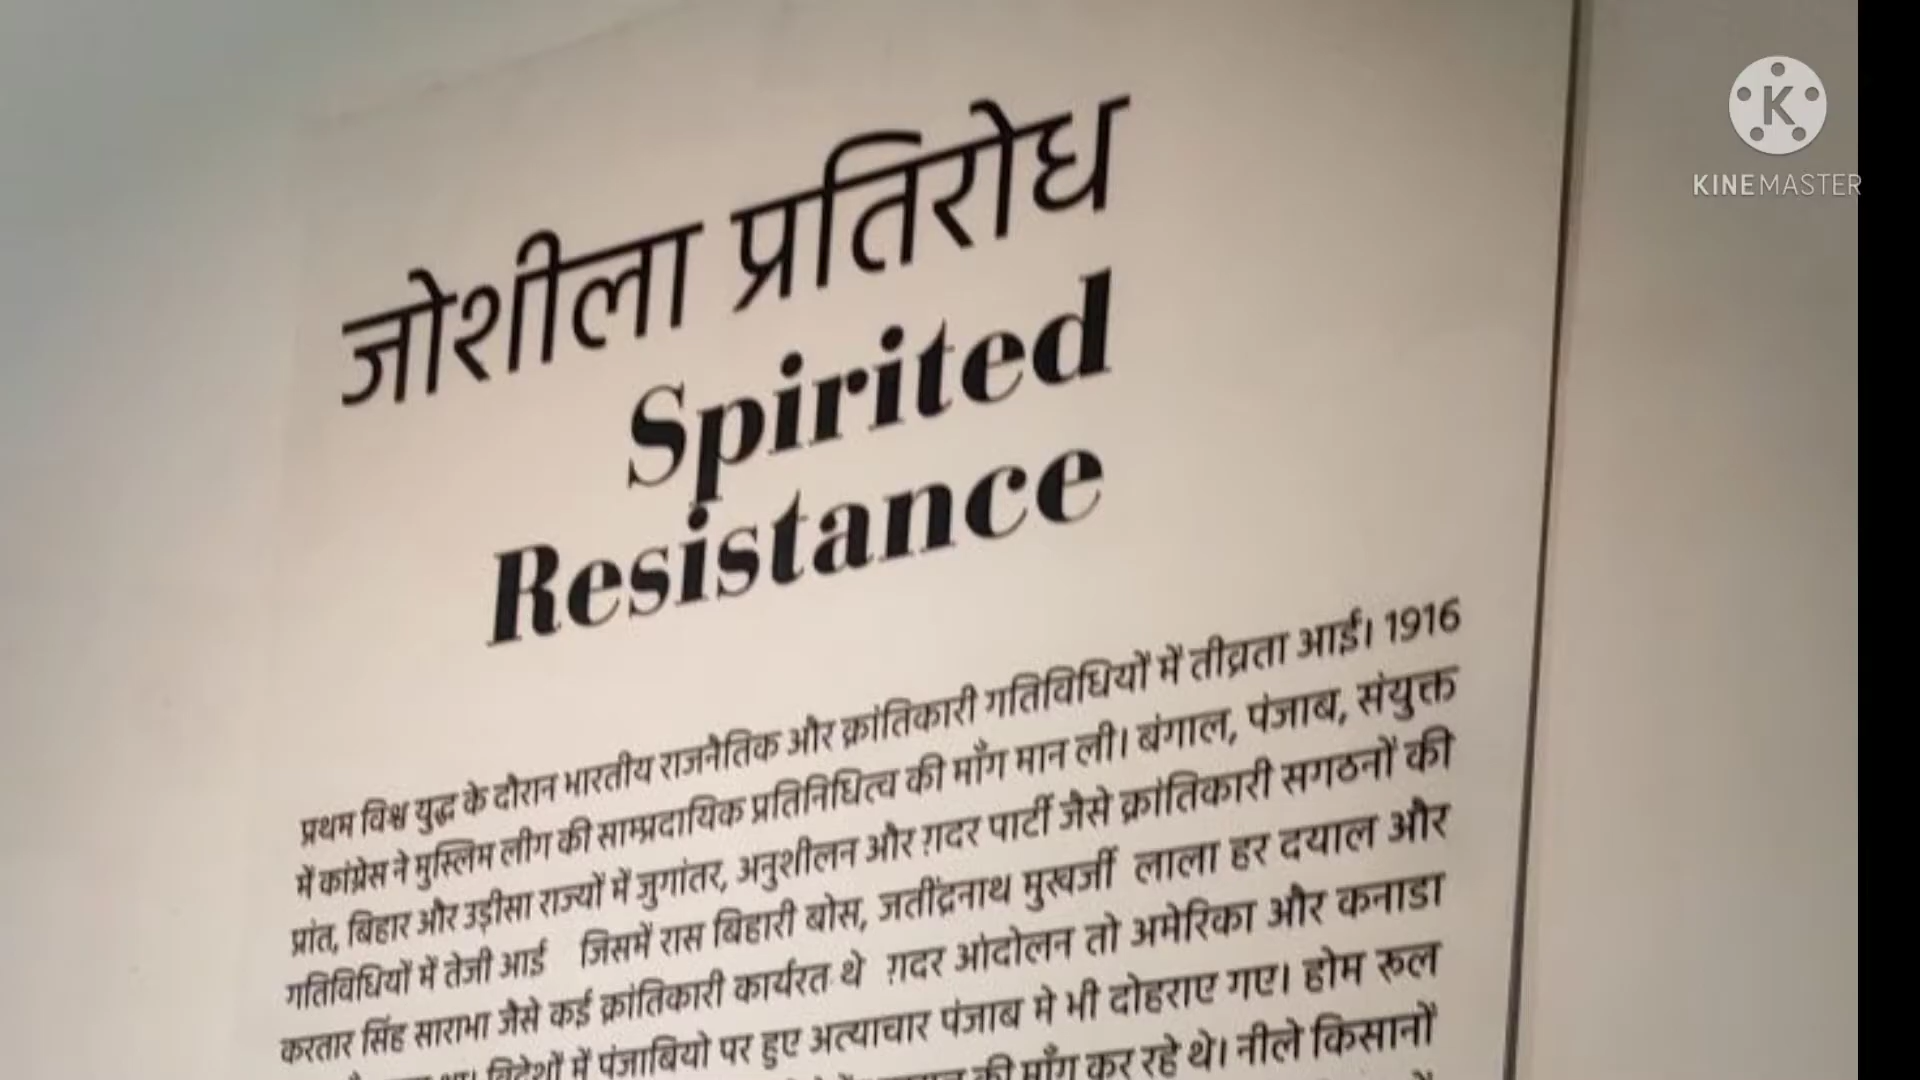 जोशीला प्रतिरोध
Spirited
Resistance
प्रथम विश्व युद्ध के दौरान भारतीय राजनैतिक और क्रांतिकारी गतिविधियों में तीव्रता आई। 1916
में कांग्रेस ने मुस्लिम लीग की साम्प्रदायिक प्रतिनिधित्व की माँग मान ली। बंगाल, पंजाब, संयुक्त
प्रांत, बिहार और उड़ीसा राज्यों में जुगांतर, अनुशीलन और ग़दर पार्टी जैसे क्रांतिकारी सगठनों की
गतिविधियों में तेजी आई जिसमें रास बिहारी बोस, जतींद्रनाथ मुखर्जी लाला हर दयाल और
करतार सिंह साराभा जैसे कई क्रांतिकारी कार्यरत थे ग़दर आंदोलन तो अमेरिका और कनाडा
विदेशों में पंजाबियो पर हुए अत्याचार पंजाब मे भी दोहराए गए। होम रूल
की माँग कर रहे थे। नीले किसानों
KINEMASTER